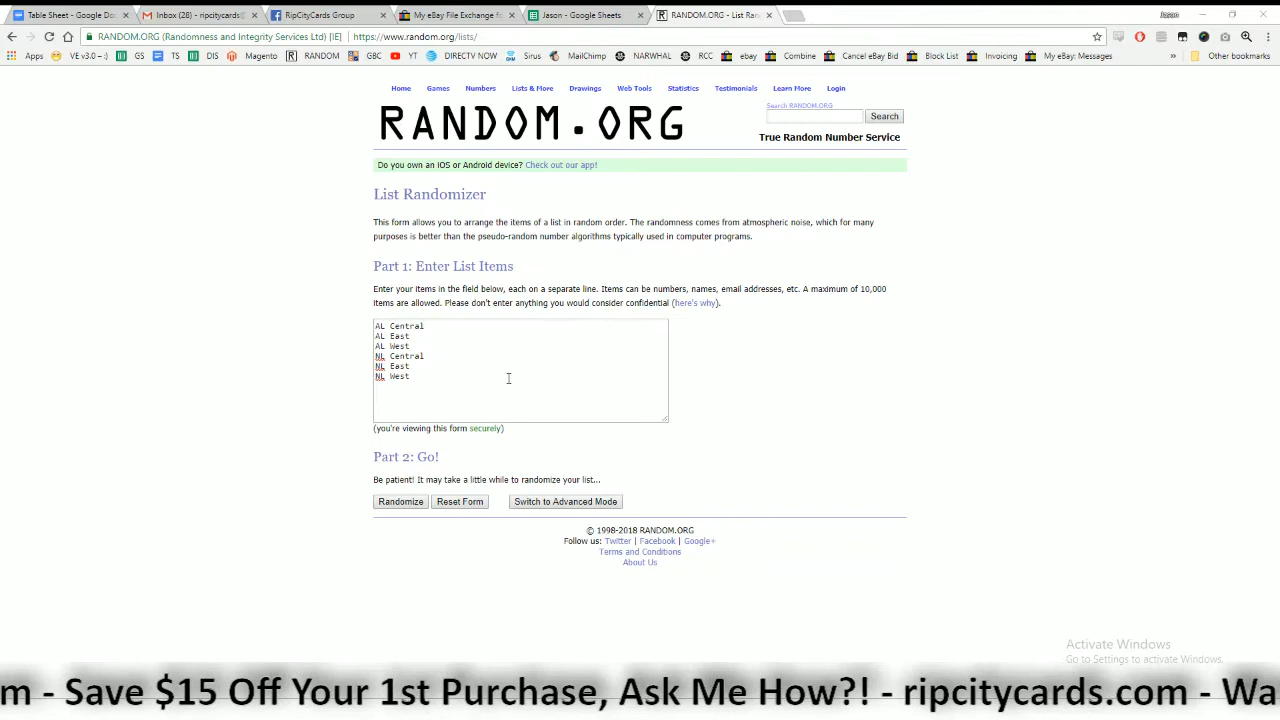 Table Sheet - Google Do
Inbox (28) - ripcitycards@
RipCityCards Group
My eBay File Exchange fo
Jason - Google Sheets
RANDOM.ORG - List Ran
Jason
RANDOM.ORG (Randomness and Integrity Services Ltd) [IE]
https://www.random.org/lists/
Apps
VE v3.0 --:)
GS
TS
DIS
Magento
RANDOM
GBC
YT
DIRECTV NOW
Sirus
MailChimp
NARWHAL
RCC
ebay
Combine
Cancel eBay Bid
Block List
Invoicing
My eBay: Messages
»
Other bookmarks
Home
Games
Numbers
Lists & More
Drawings
Web Tools
Statistics
Testimonials
Learn More
Login
RANDOM.ORG
Search RANDOM.ORG
Search
True Random Number Service
Do you own an iOS or Android device? Check out our app!
List Randomizer
This form allows you to arrange the items of a list in random order. The randomness comes from atmospheric noise, which for many
purposes is better than the pseudo-random number algorithms typically used in computer programs.
Part 1: Enter List Items
Enter your items in the field below, each on a separate line. Items can be numbers, names, email addresses, etc. A maximum of 10,000
items are allowed. Please don't enter anything you would consider confidential (here's why).
AL Central
AL East
AL West
NL Central
NL East
NL West
(you're viewing this form securely)
Part 2: Go!
Be patient! It may take a little while to randomize your list...
Randomize
Reset Form
Switch to Advanced Mode
© 1998-2018 RANDOM.ORG
Follow us: Twitter | Facebook | Google+
Terms and Conditions
About Us
Activate Windows
Go to Settings to activate Windows.
m - Save $15 Off Your 1st Purchase, Ask Me How?! - ripcitycards.com - Wa